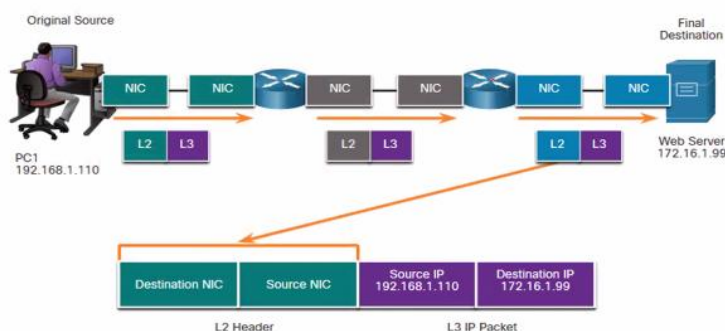 Original Source
Final
Destination
NIC
NIC
NIC
NIC
NIC
NIC
L2 L3
L2 L3
L2 L3
PC1
192.168.1.110
Web Server
172.16.1.99
Destination NIC
Source NIC
Source IP
192.168.1.110
Destination IP
172.16.1.99
L2 Header
L3 IP Packet